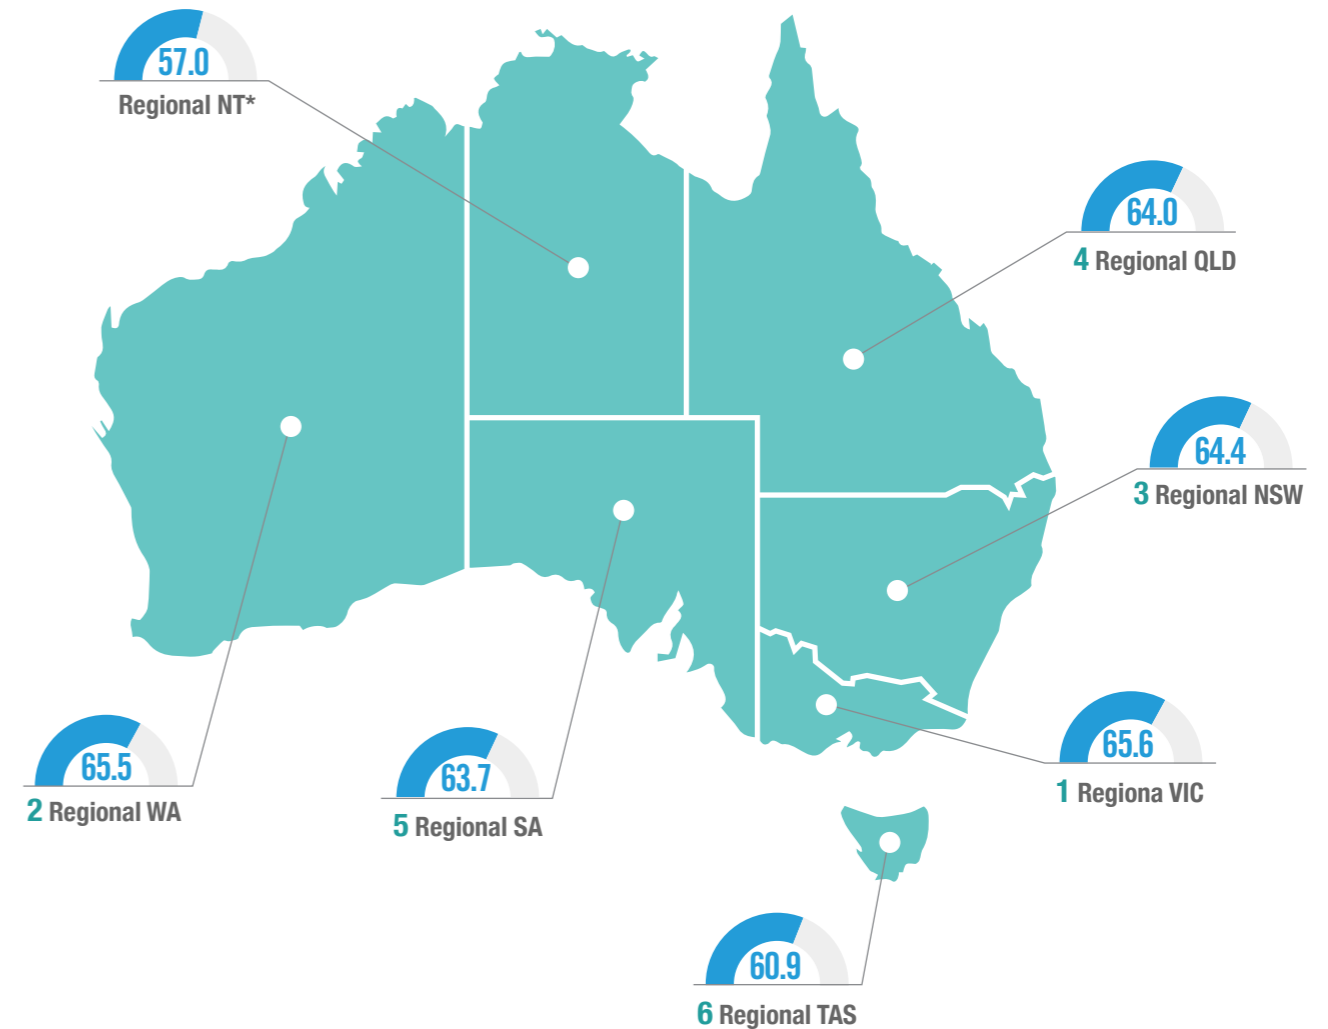 57.0
Regional NT*
64.0
4 Regional QLD
64.4
3 Regional NSW
65.6
1 Regiona VIC
65.5
2 Regional WA
63.7
5 Regional SA
60.9
6 Regional TAS